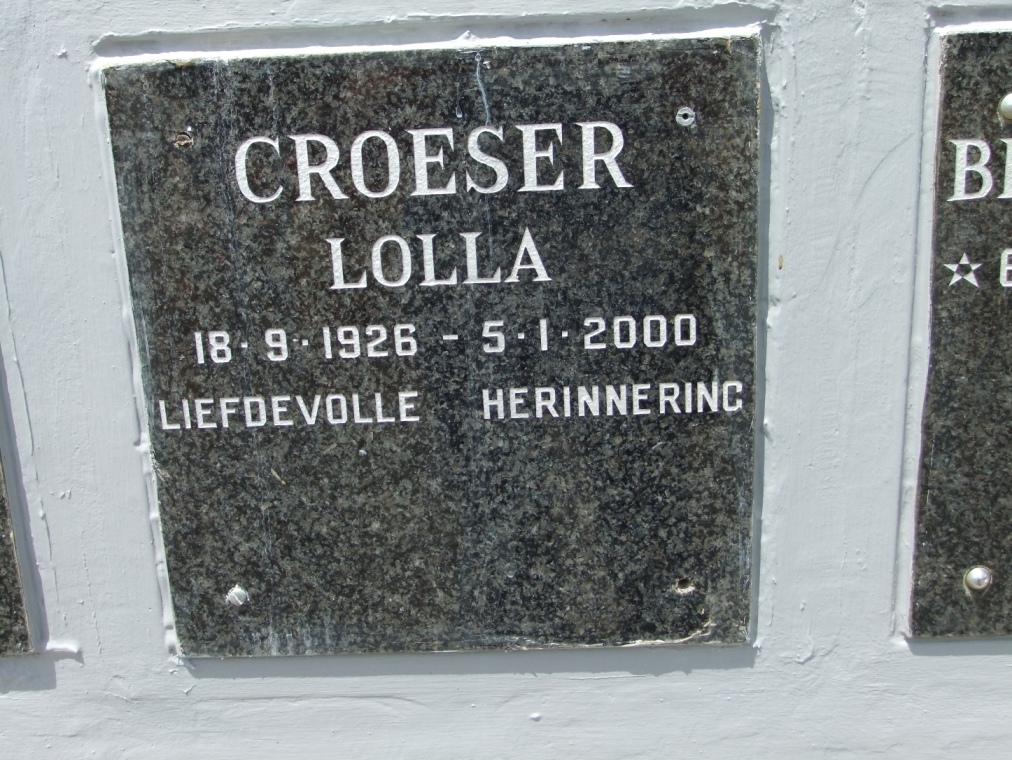 CROESER
LOLLA
18·9·1926 - 5·1·2000
LIEFDEVOLLE HERINNERING